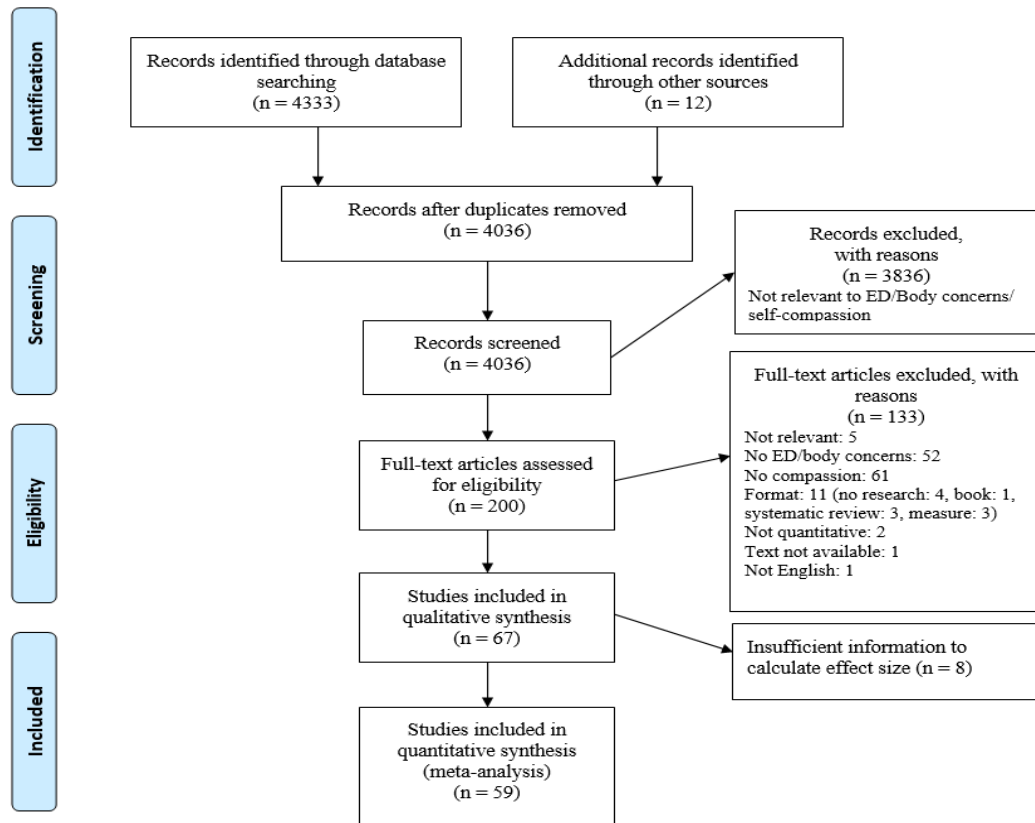 Identification
Records identified through database
searching
(n = 4333)
Additional records identified
through other sources
(n = 12)
Records after duplicates removed
(n = 4036)
Screening
Records screened
(n = 4036)
Records excluded,
with reasons
(n = 3836)
Not relevant to ED/Body concerns/
self-compassion
Eligibility
Full-text articles assessed
for eligibility
(n = 200)
Full-text articles excluded, with
reasons
(n = 133)
Not relevant: 5
No ED/body concerns: 52
No compassion: 61
Format: 11 (no research: 4, book: 1,
systematic review: 3, measure: 3)
Not quantitative: 2
Text not available: 1
Not English: 1
Studies included in
qualitative synthesis
(n = 67)
Insufficient information to
calculate effect size (n = 8)
Included
Studies included in
quantitative synthesis
(meta-analysis)
(n = 59)